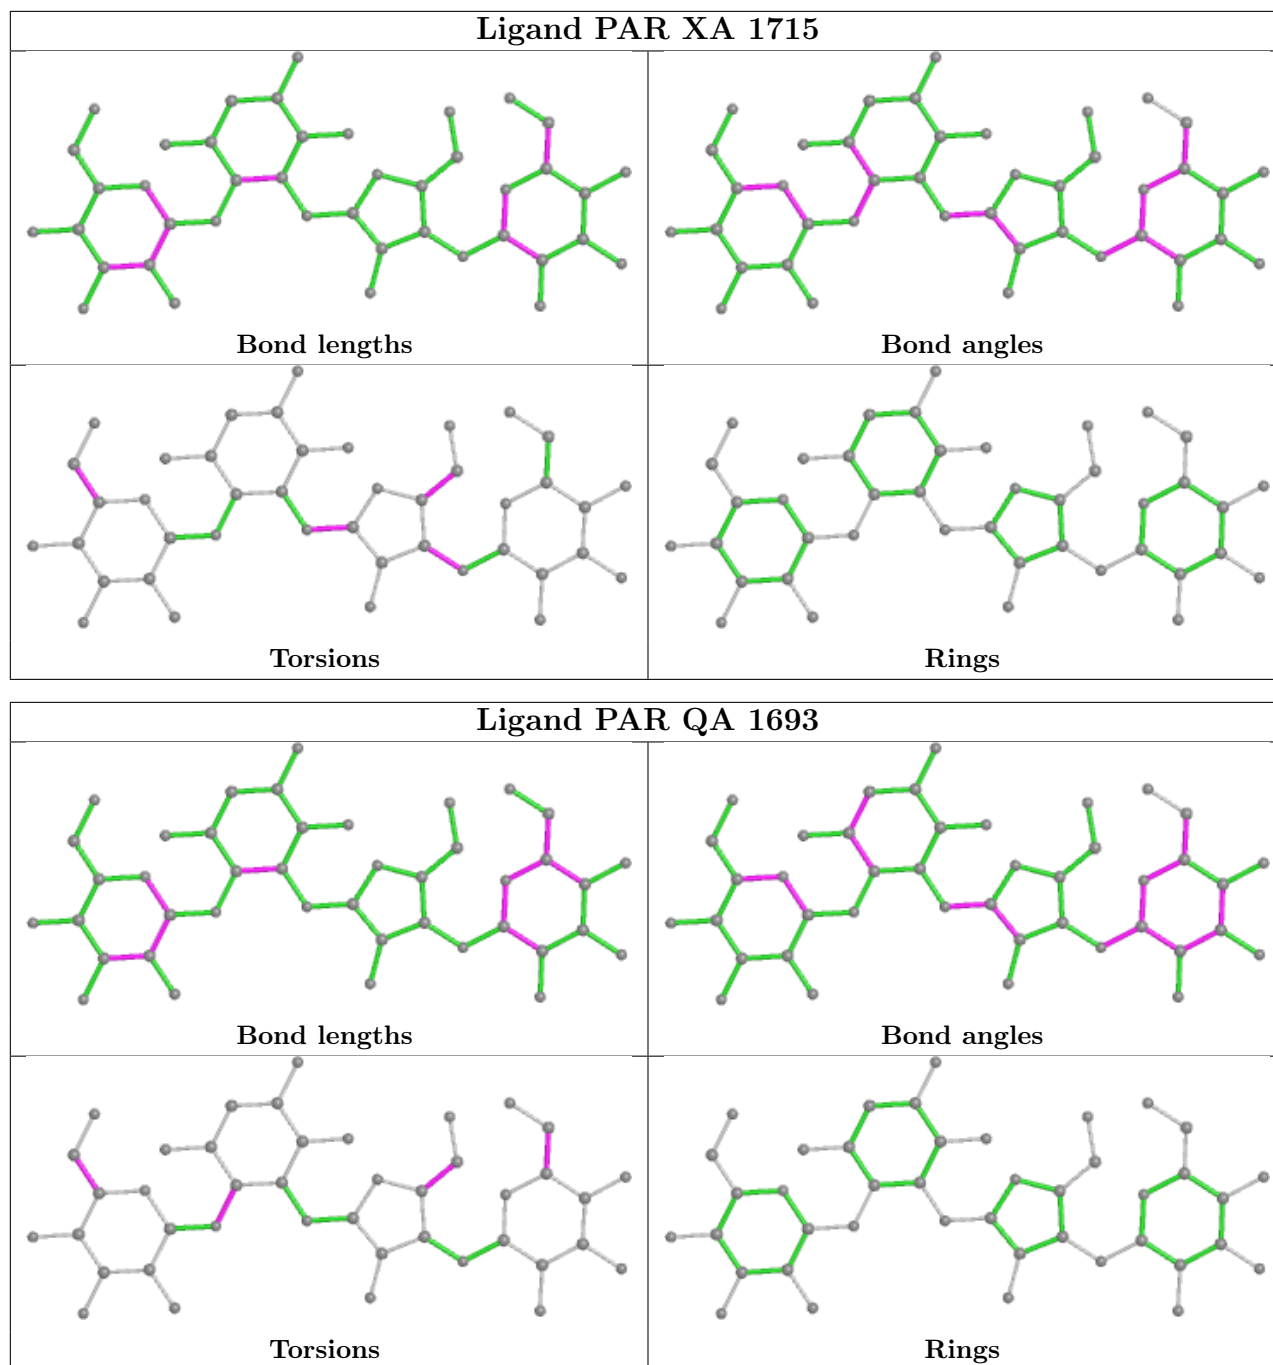 Ligand PAR XA 1715
Bond lengths
Bond angles
Torsions
Rings
Ligand PAR QA 1693
Bond lengths
Bond angles
Torsions
Rings